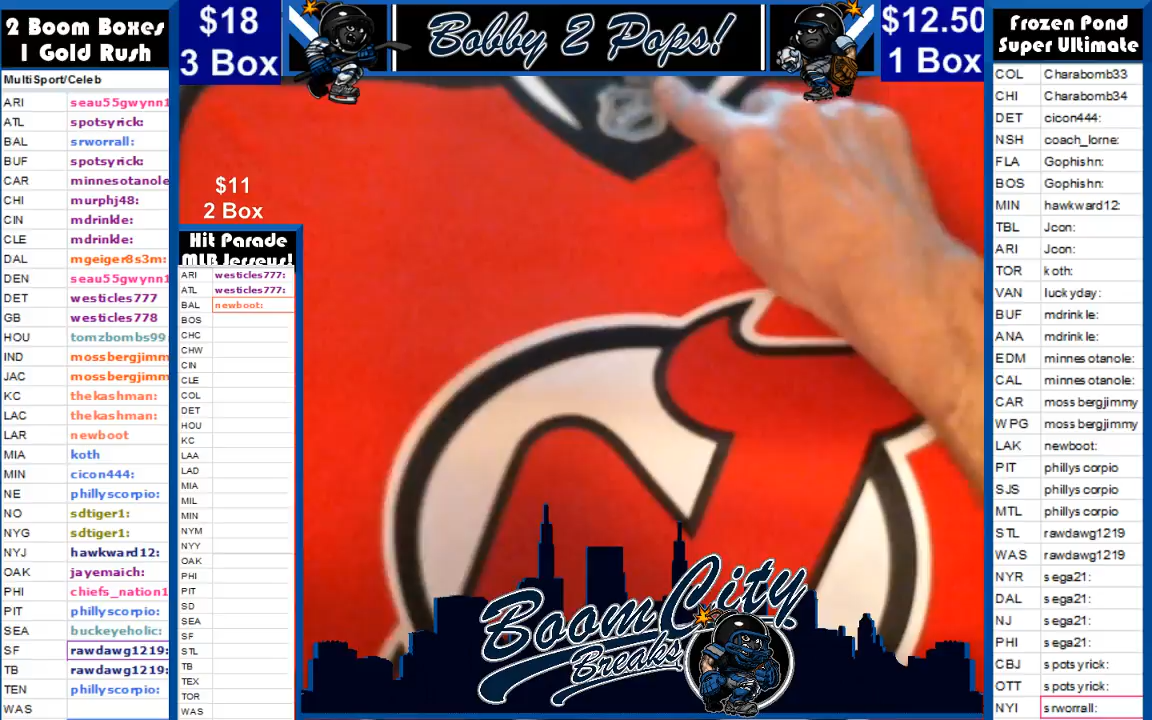 2 Boom Boxes
1 Gold Rush
MultiSport/Celeb
ARI seau55gwynn1
ATL spotsyrick:
BAL srworrall:
BUF spotsyrick:
CAR minnesotanole
CHI murphj48:
CIN mdrinkle:
CLE mdrinkle:
DAL mgeiger8s3m:
DEN seau55gwynn1
DET westicles777
GB westicles778
HOU tomzbombs99
IND mossbergjimm
JAC mossbergjimm
KC thekashman:
LAC thekashman:
LAR newboot
MIA koth
MIN cicon444:
NE phillyscorpio:
NO sdtiger1:
NYG sdtiger1:
NYJ hawkward12:
OAK jayemaich:
PHI chiefs_nation1
PIT phillyscorpio:
SEA buckeyeholic:
SF rawdawg1219:
TB rawdawg1219:
TEN phillyscorpio:
WAS
$18
3 Box
Bobby 2 Pops!
$12.50
1 Box
$11
2 Box
Hit Parade
MLB Jerseys!
ARI westicles777:
ATL westicles777:
BAL newboot:
BOS
CHC
CHW
CIN
CLE
COL
DET
HOU
KC
LAA
LAD
MIA
MIL
MIN
NYM
NYY
OAK
PHI
PIT
SD
SEA
SF
STL
TB
TEX
TOR
WAS
Boom City
Breaks
Frozen Pond
Super Ultimate
COL Charabomb33
CHI Charabomb34
DET cicon444:
NSH coach_lorne:
FLA Gophishn:
BOS Gophishn:
MIN hawkward12:
TBL Jcon:
ARI Jcon:
TOR koth:
VAN luckyday:
BUF mdrinkle:
ANA mdrinkle:
EDM minnesotanole:
CAL minnesotanole:
CAR mossbergjimmy
WPG mossbergjimmy
LAK newboot:
PIT phillyscorpio
SJS phillyscorpio
MTL phillyscorpio
STL rawdawg1219
WAS rawdawg1219
NYR sega21:
DAL sega21:
NJ sega21:
PHI sega21:
CBJ spotsyrick:
OTT spotsyrick:
NYI srworrall: